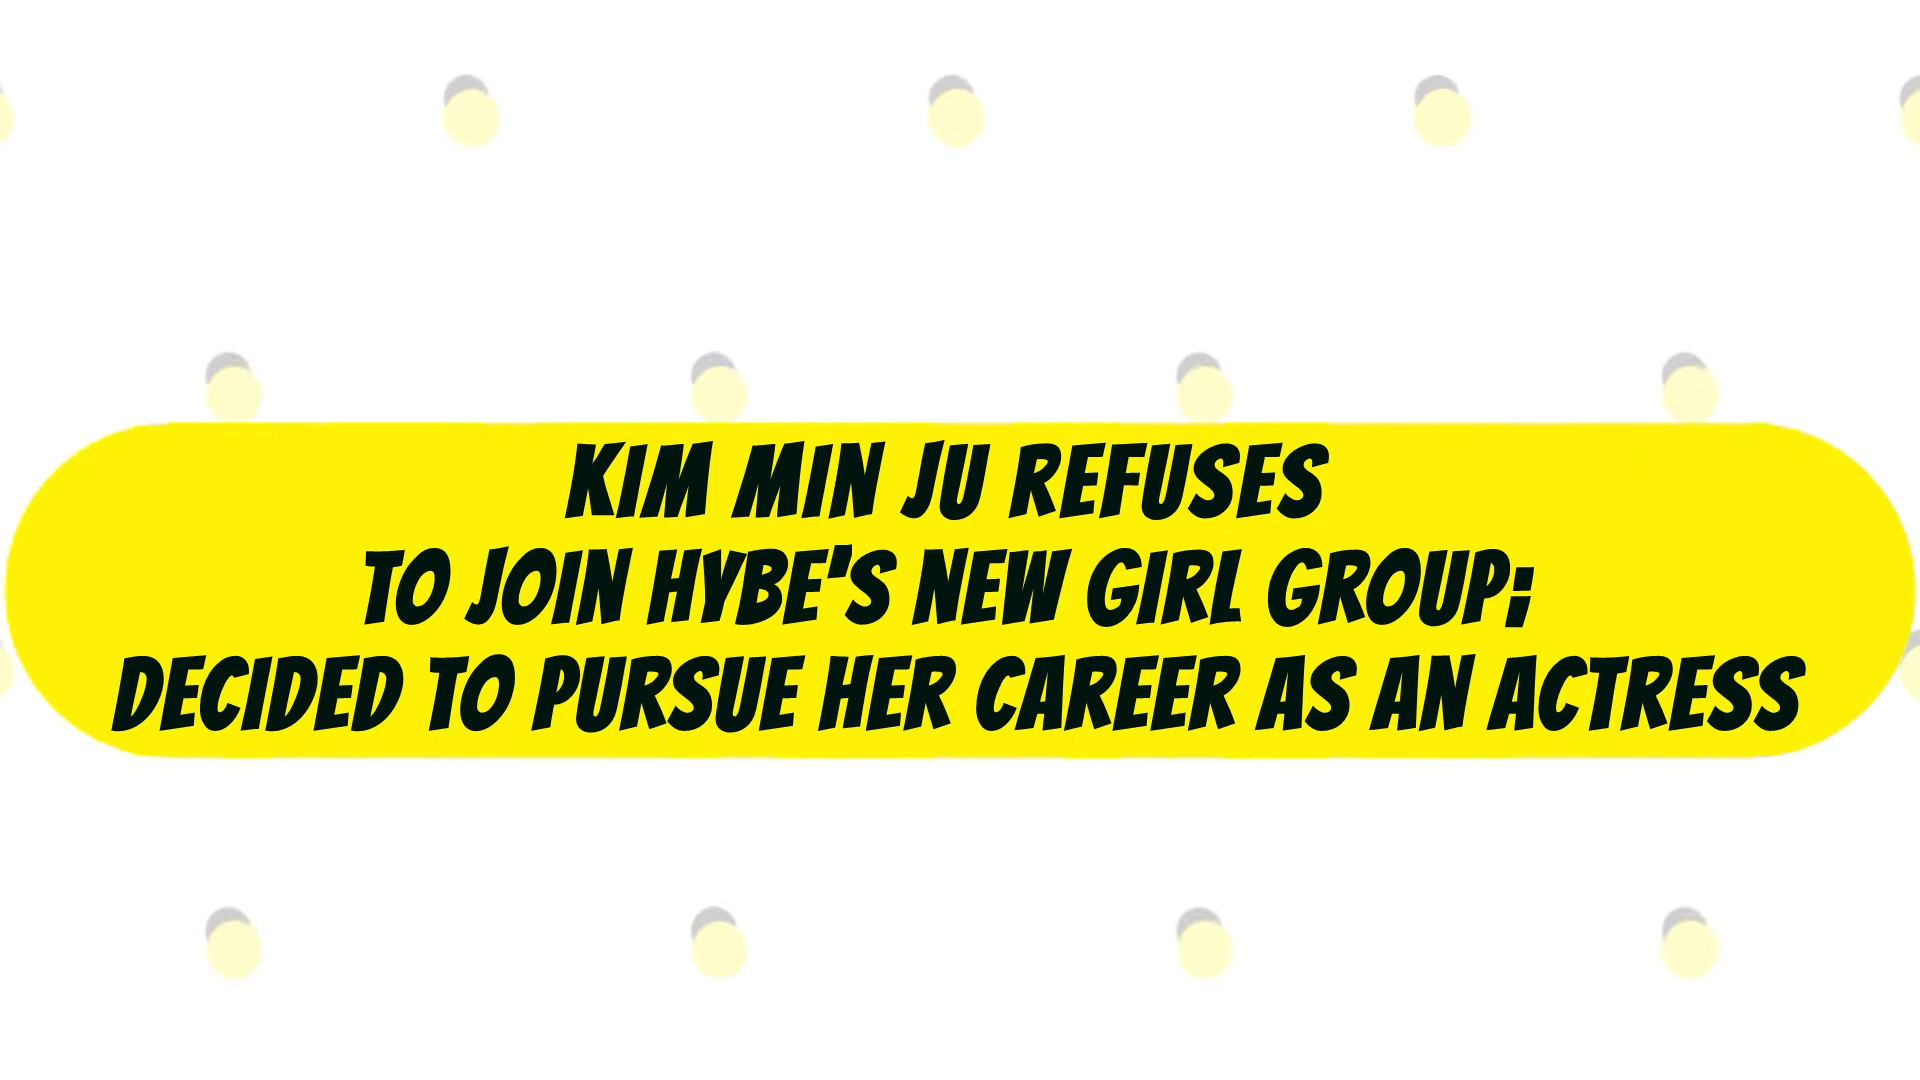 KIM MIN JU REFUSES
TO JOIN HYBE'S NEW GIRL GROUP;
DECIDED TO PURSUE HER CAREER AS AN ACTRESS